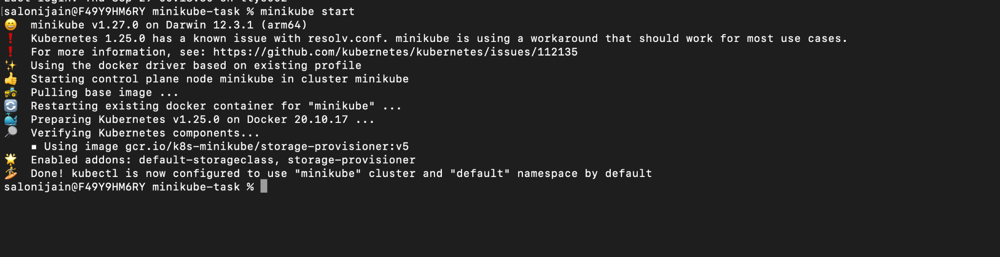 salonijain@F49Y9HM6RY minikube-task % minikube start
😄 minikube v1.27.0 on Darwin 12.3.1 (arm64)
❗ Kubernetes 1.25.0 has a known issue with resolv.conf. minikube is using a workaround that should work for most use cases.
❗ For more information, see: https://github.com/kubernetes/kubernetes/issues/112135
✨ Using the docker driver based on existing profile
👍 Starting control plane node minikube in cluster minikube
🚜 Pulling base image ...
🔄 Restarting existing docker container for "minikube" ...
🐳 Preparing Kubernetes v1.25.0 on Docker 20.10.17 ...
🔎 Verifying Kubernetes components...
▪ Using image gcr.io/k8s-minikube/storage-provisioner:v5
🌟 Enabled addons: default-storageclass, storage-provisioner
🏄 Done! kubectl is now configured to use "minikube" cluster and "default" namespace by default
salonijain@F49Y9HM6RY minikube-task %